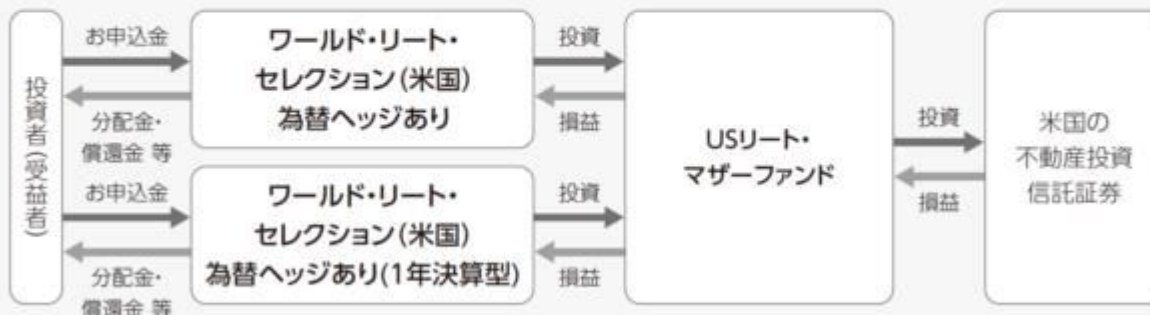 投資者(受益者)
お申込金
分配金・
償還金 等
お申込金
分配金・
償還金 等
ワールド・リート・
セレクション(米国)
為替ヘッジあり
ワールド・リート・
セレクション(米国)
為替ヘッジあり(1年決算型)
投資
損益
投資
損益
USリート・
マザーファンド
投資
損益
米国の
不動産投資
信託証券